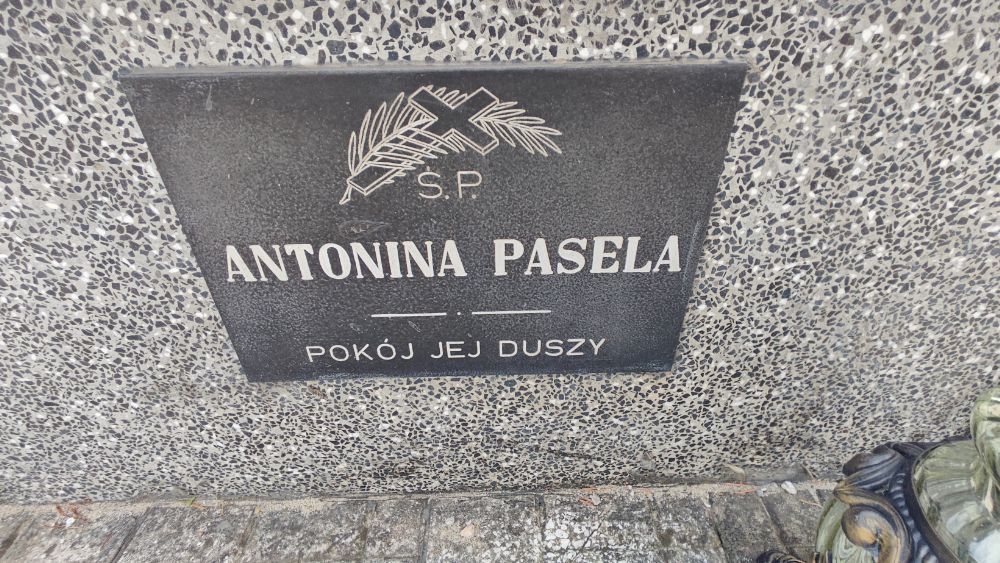 Ś.P.
ANTONINA PASELA
POKÓJ JEJ DUSZY